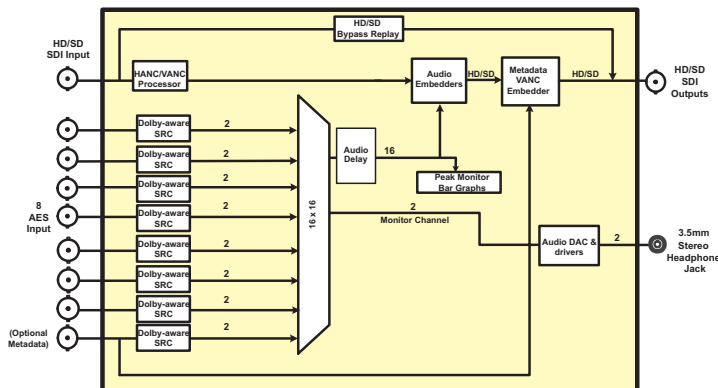 HD/SD
SDI Input
HD/SD
Bypass Replay
HANC/VANC
Processor
Audio
Embedders
HD/SD
Metadata
VANC
Embedder
HD/SD
HD/SD
SDI
Outputs
Dolby-aware
SRC
2
Dolby-aware
SRC
2
Dolby-aware
SRC
2
8
AES
Input
Dolby-aware
SRC
2
Dolby-aware
SRC
2
Dolby-aware
SRC
2
Dolby-aware
SRC
2
(Optional
Metadata)
Dolby-aware
SRC
2
16 x 16
Audio
Delay
16
Peak Monitor
Bar Graphs
2
Monitor Channel
Audio DAC &
drivers
2
3.5mm
Stereo
Headphone
Jack